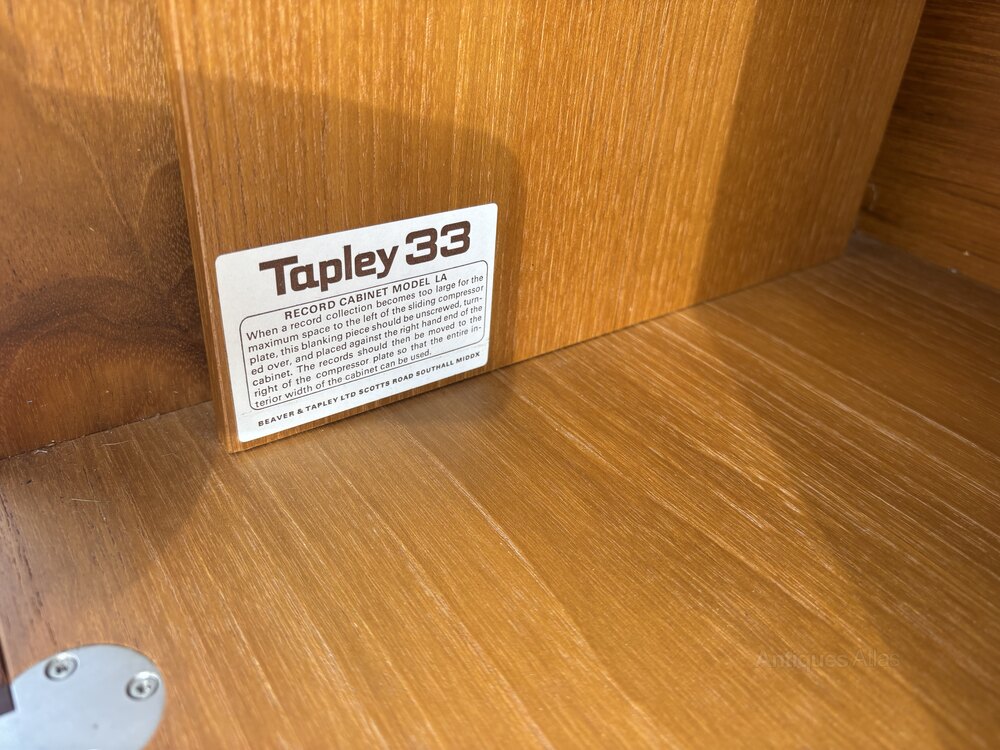 Tapley 33
RECORD CABINET MODEL LA
When a record collection becomes too large for the
maximum space to the left of the sliding compressor
plate, this blanking piece should be unscrewed, turn-
ed over, and placed against the right hand end of the
cabinet. The records should then be moved to the
right of the compressor plate so that the entire in-
terior width of the cabinet can be used.
BEAVER & TAPLEY LTD SCOTTS ROAD SOUTHALL MIDDX
Antiques Atlas